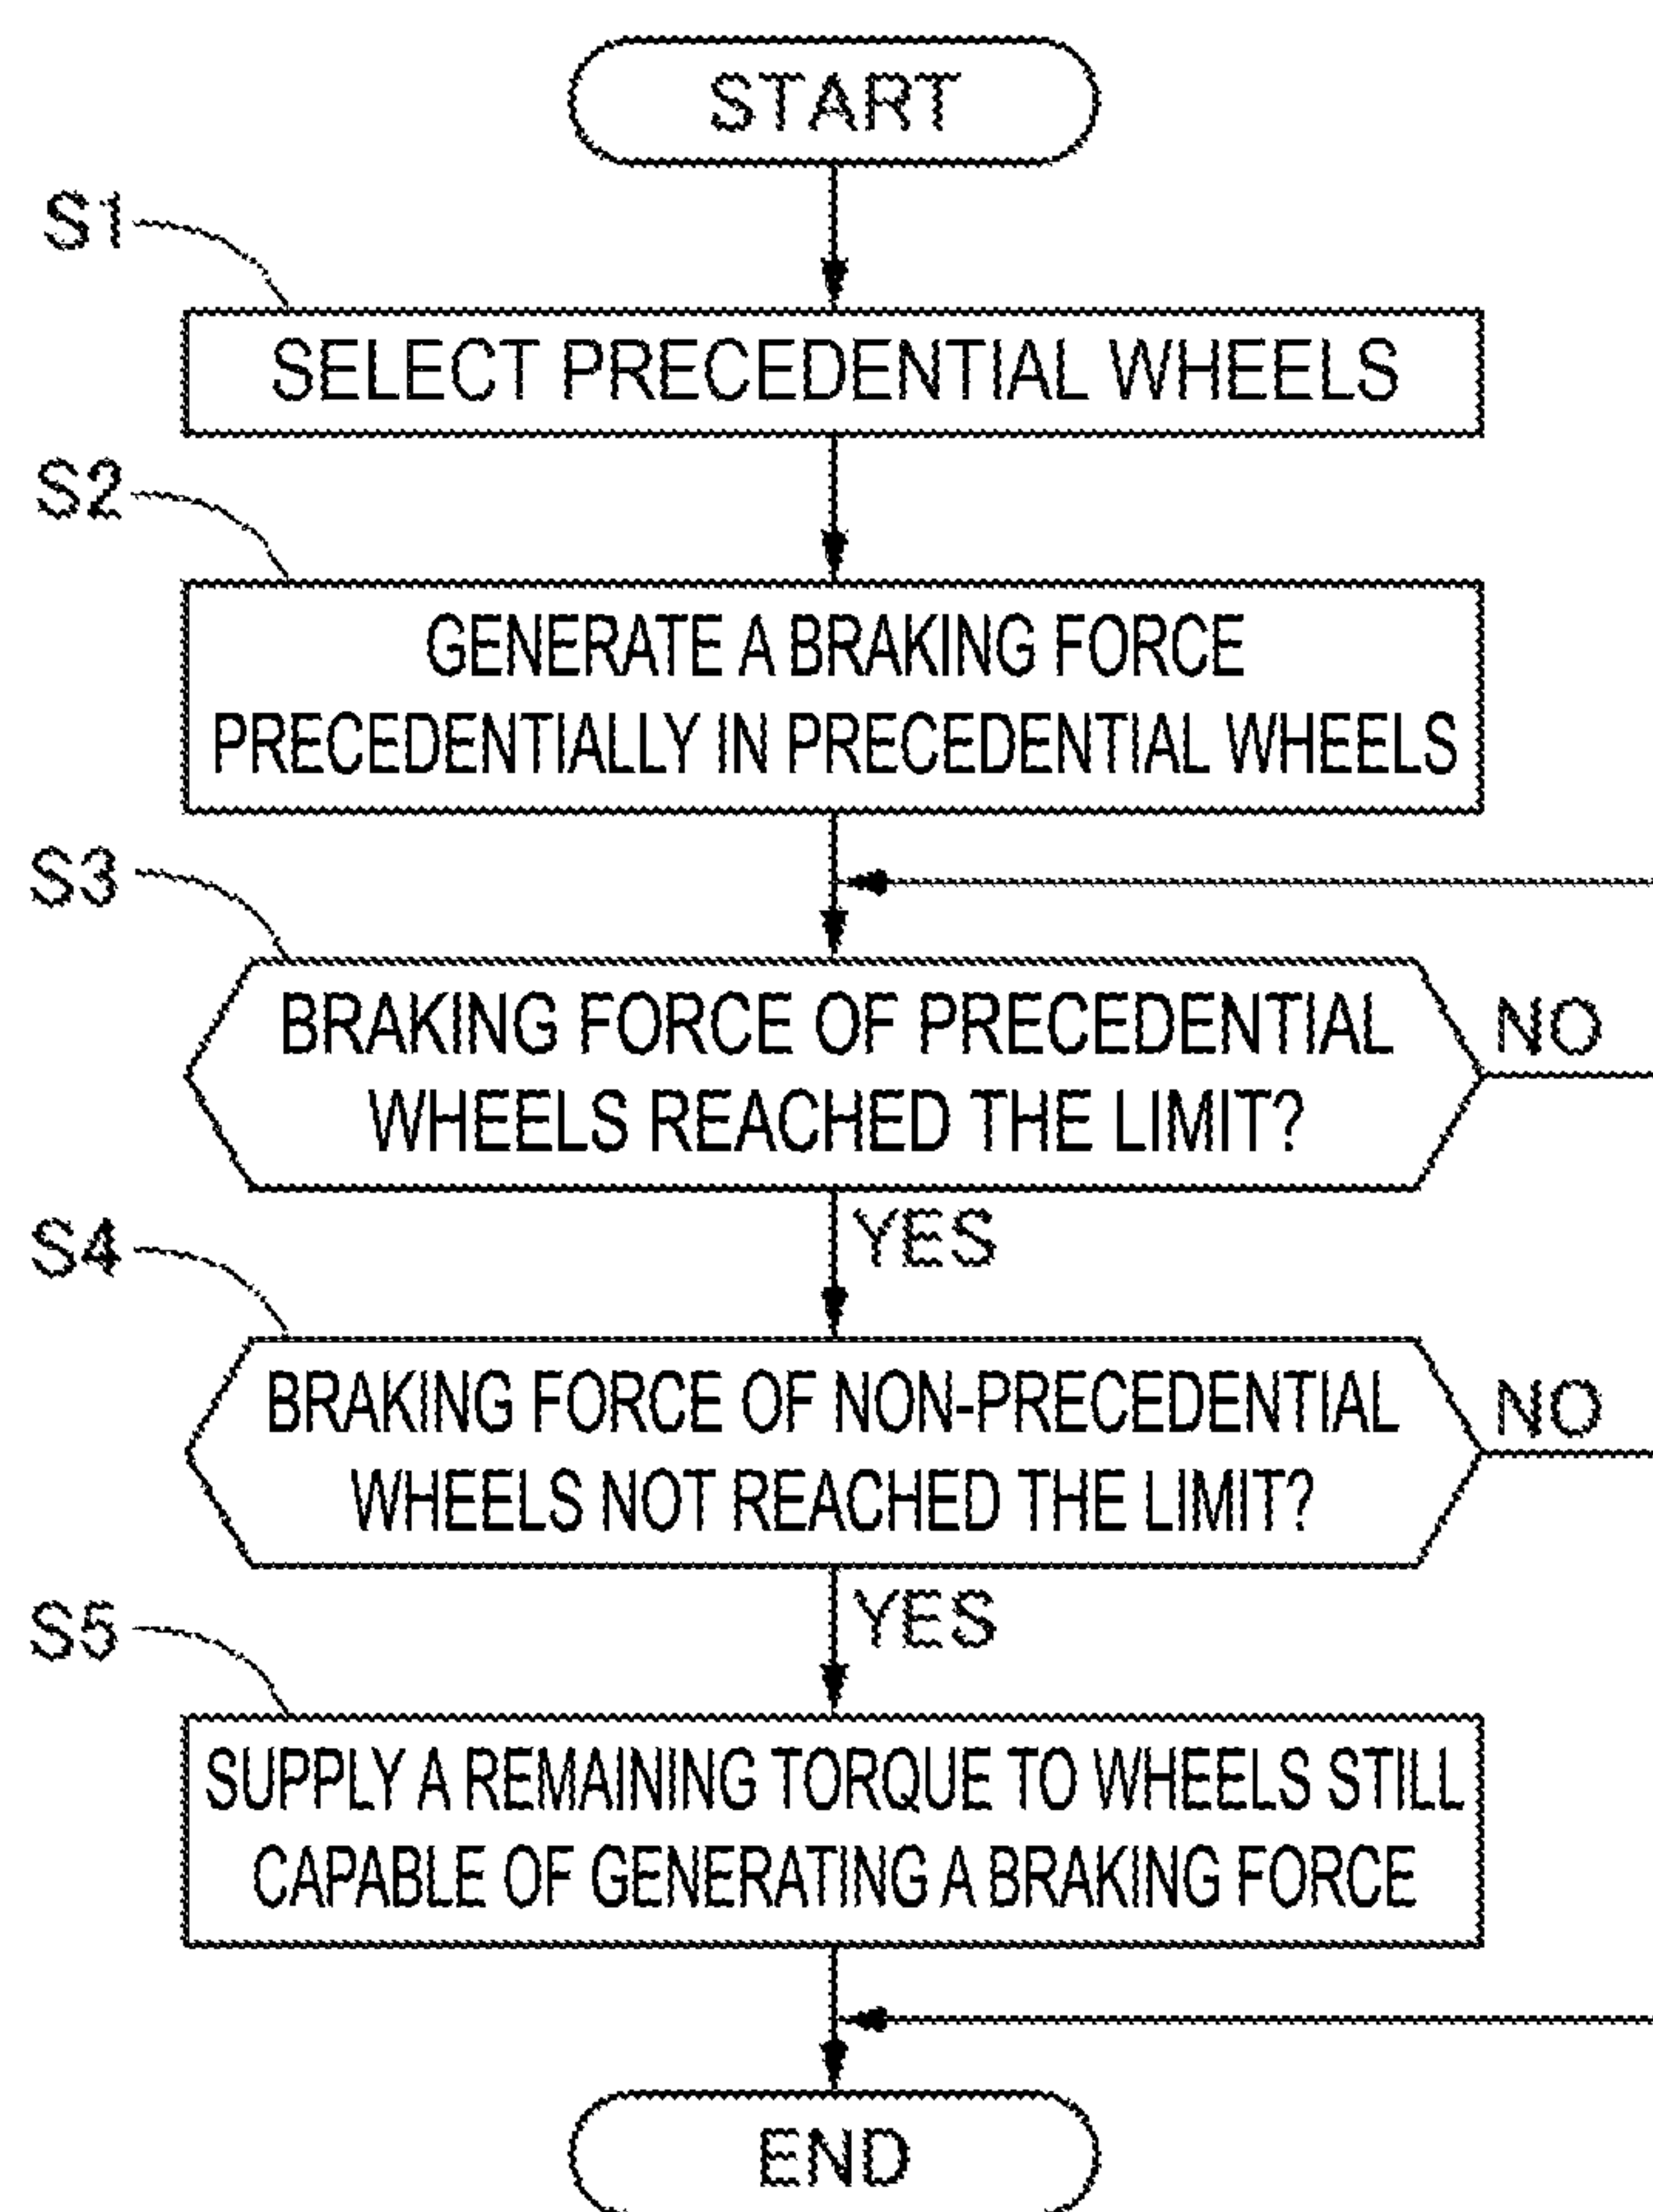 START
S1
SELECT PRECEDENTIAL WHEELS
S2
GENERATE A BRAKING FORCE
PRECEDENTIALLY IN PRECEDENTIAL WHEELS
S3
BRAKING FORCE OF PRECEDENTIAL
WHEELS REACHED THE LIMIT?
NO
YES
S4
BRAKING FORCE OF NON-PRECEDENTIAL
WHEELS NOT REACHED THE LIMIT?
NO
YES
S5
SUPPLY A REMAINING TORQUE TO WHEELS STILL
CAPABLE OF GENERATING A BRAKING FORCE
END